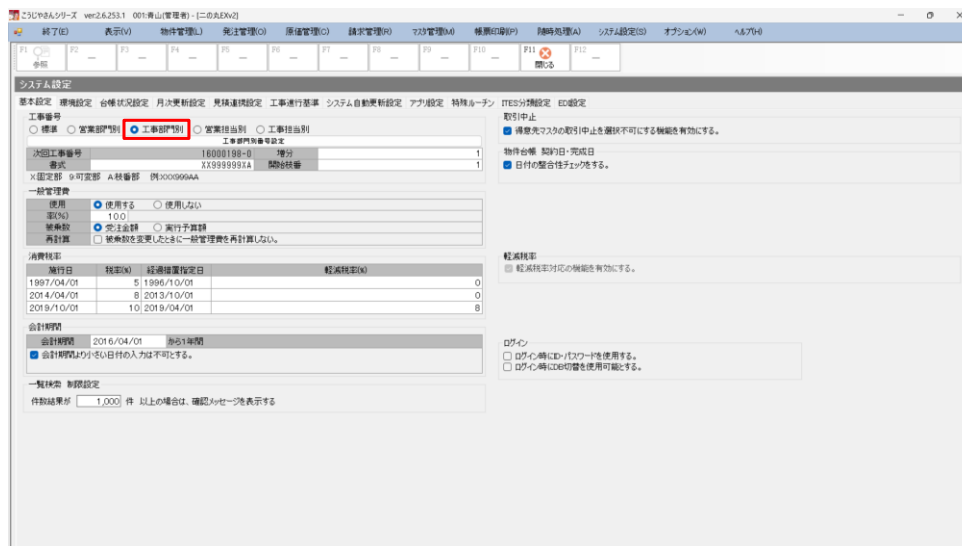 こうじやさんシリーズ ver.2.6.253.1 001:青山(管理者) - [二の丸EXv2]
終了(E) 表示(V) 物件管理(L) 発注管理(O) 原価管理(C) 請求管理(R) マスタ管理(M) 帳票印刷(P) 随時処理(A) システム設定(S) オプション(W) ヘルプ(H)
F1 F2 F3 F4 F5 F6 F7 F8 F9 F10 F11 F12
参照 閉じる
システム設定
基本設定 環境設定 台帳状況設定 月次更新設定 見積連携設定 工事進行基準 システム自動更新設定 アプリ設定 特殊ルーチン ITES分類設定 EDI設定
工事番号
標準 営業部門別 工事部門別 営業担当別 工事担当別
工事部門別番号設定
次回工事番号 16000198-0 増分 1
書式 XX999999XA 開始枝番 1
X:固定部 9:可変部 A:枝番部
取引中止
得意先マスタの取引中止を選択不可にする機能を有効にする。
物件台帳 契約日・完成日
日付の整合性チェックをする。
一般管理費
使用 使用する 使用しない
率(%) 10.0
被乗数 受注金額 実行予算額
再計算 被乗数を変更したときに一般管理費を再計算しない。
消費税率
施行日 税率(%) 経過措置指定日 軽減税率(%)
1997/04/01 5 1996/10/01 0
2014/04/01 8 2013/10/01 0
2019/10/01 10 2019/04/01 8
軽減税率
軽減税率対応の機能を有効にする。
会計期間
会計期間 2016/04/01 から1年間
会計期間より小さい日付の入力は不可とする。
ログイン
ログイン時にID・パスワードを使用する。
ログイン時にDB切替を使用可能とする。
一覧検索 制限設定
件数結果が 1,000 件 以上の場合は、確認メッセージを表示する